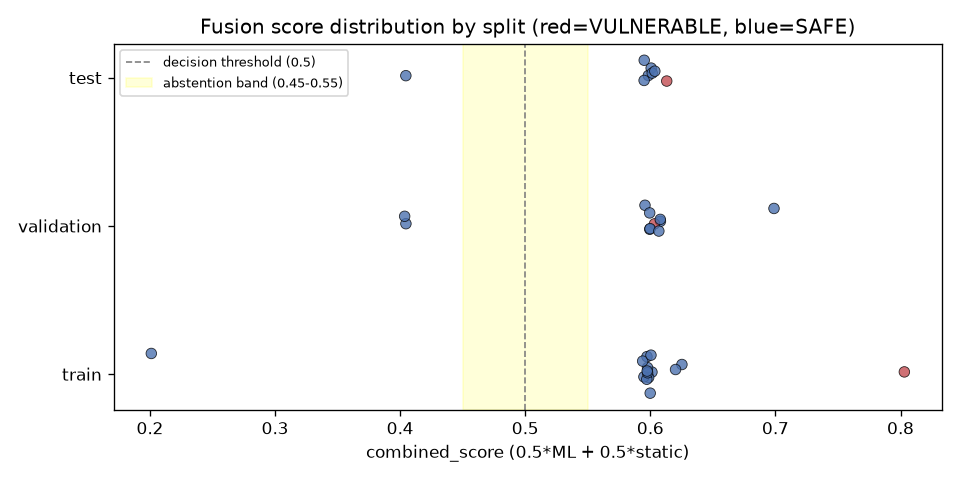 Fusion score distribution by split (red=VULNERABLE, blue=SAFE)
decision threshold (0.5)
abstention band (0.45-0.55)
test
validation
train
0.2 0.3 0.4 0.5 0.6 0.7 0.8
combined_score (0.5*ML + 0.5*static)